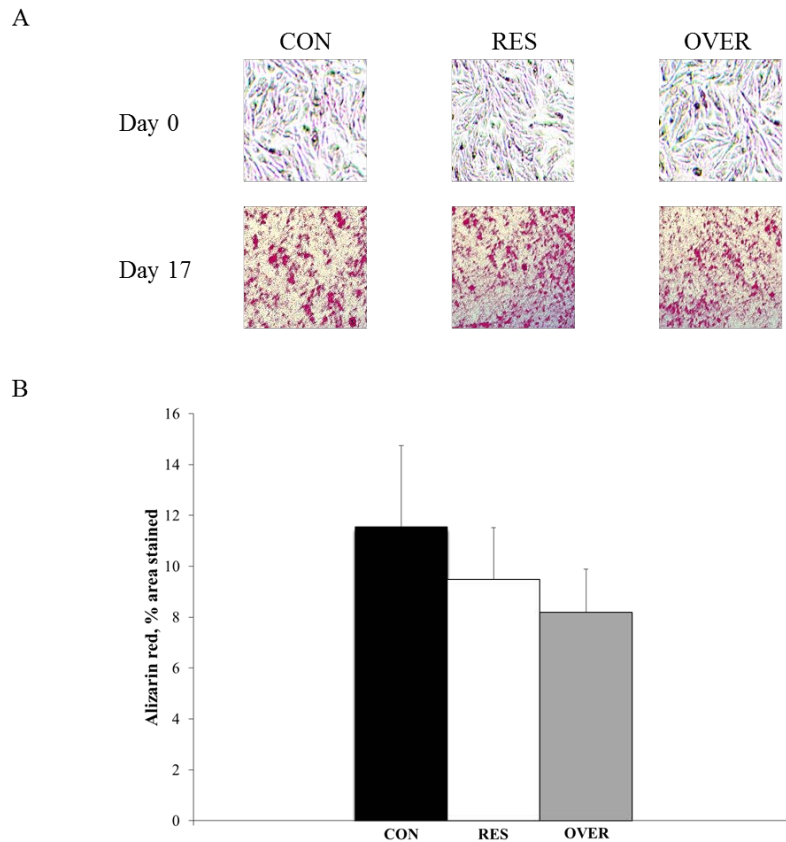 A
CON RES OVER
Day 0
Day 17
B
16
14
12
10
8
6
4
2
0
Alizarin red, % area stained
CON RES OVER